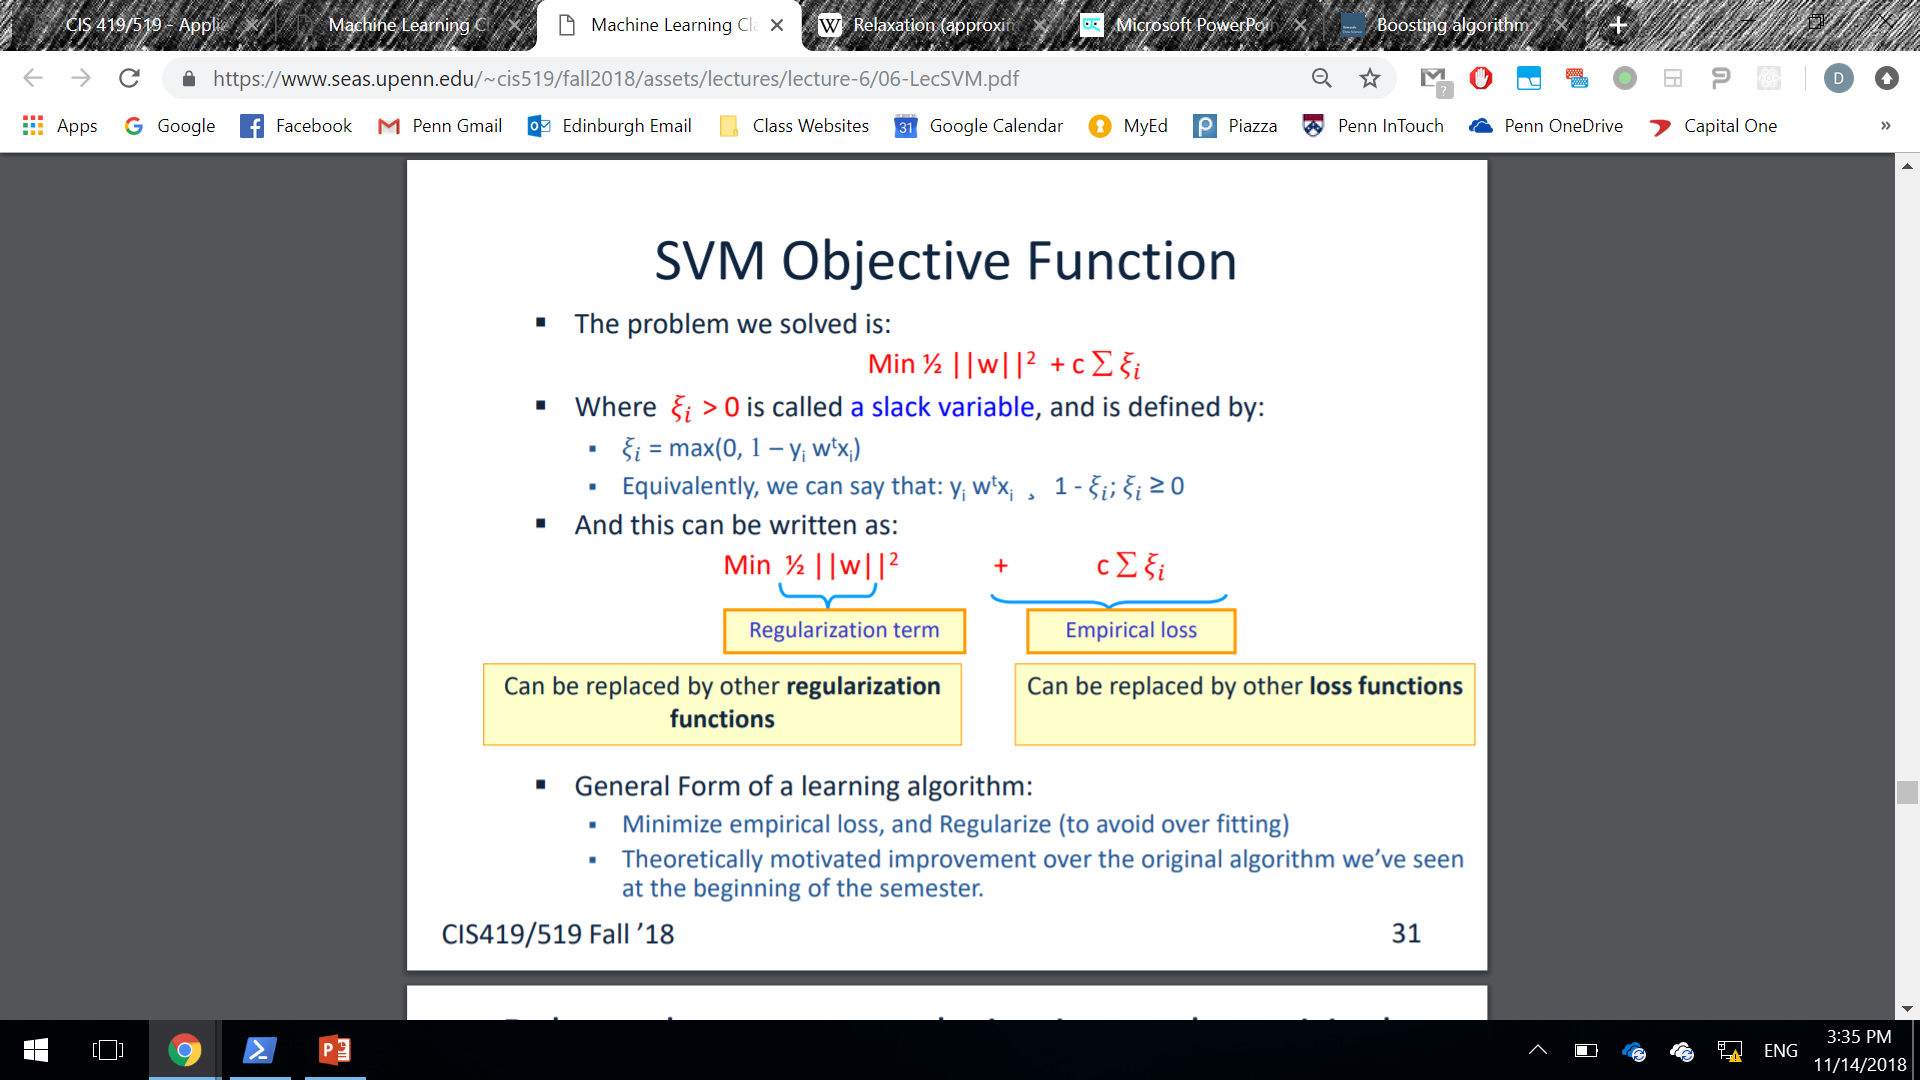 CIS 419/519 - Appli
Machine Learning C
Machine Learning Cla
W Relaxation (approxim
Microsoft PowerPoin
Boosting algorithm
https://www.seas.upenn.edu/~cis519/fall2018/assets/lectures/lecture-6/06-LecSVM.pdf
D
Apps Google Facebook Penn Gmail Edinburgh Email Class Websites 31 Google Calendar MyEd Piazza Penn InTouch Penn OneDrive Capital One »
SVM Objective Function
▪ The problem we solved is:
Min ½ ||w||² + c ∑ ξᵢ
▪ Where ξᵢ > 0 is called a slack variable, and is defined by:
▪ ξᵢ = max(0, 1 – yᵢ wᵗxᵢ)
▪ Equivalently, we can say that: yᵢ wᵗxᵢ ¸ 1 - ξᵢ; ξᵢ ≥ 0
▪ And this can be written as:
Min ½ ||w||² + c ∑ ξᵢ
Regularization term Empirical loss
Can be replaced by other regularization
functions
Can be replaced by other loss functions
▪ General Form of a learning algorithm:
▪ Minimize empirical loss, and Regularize (to avoid over fitting)
▪ Theoretically motivated improvement over the original algorithm we’ve seen
at the beginning of the semester.
CIS419/519 Fall ’18 31
ENG
3:35 PM
11/14/2018